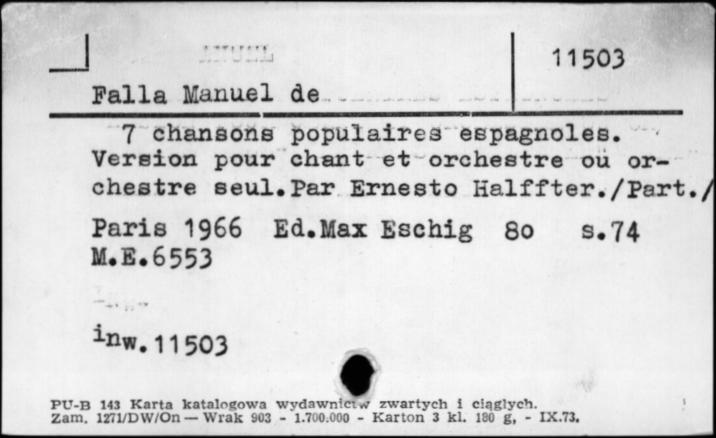 11503
Falla Manuel de
7 chansons populaires espagnoles.
Version pour chant et orchestre ou or-
chestre seul.Par Ernesto Halffter./Part./
Paris 1966 Ed.Max Eschig 80 s.74
M.E.6553
inw.11503
PU-B 143 Karta katalogowa wydawnictw zwartych i ciągłych.
Zam. 1271/DW/On — Wrak 903 - 1.700.000 - Karton 3 kl. 180 g, - IX.73.